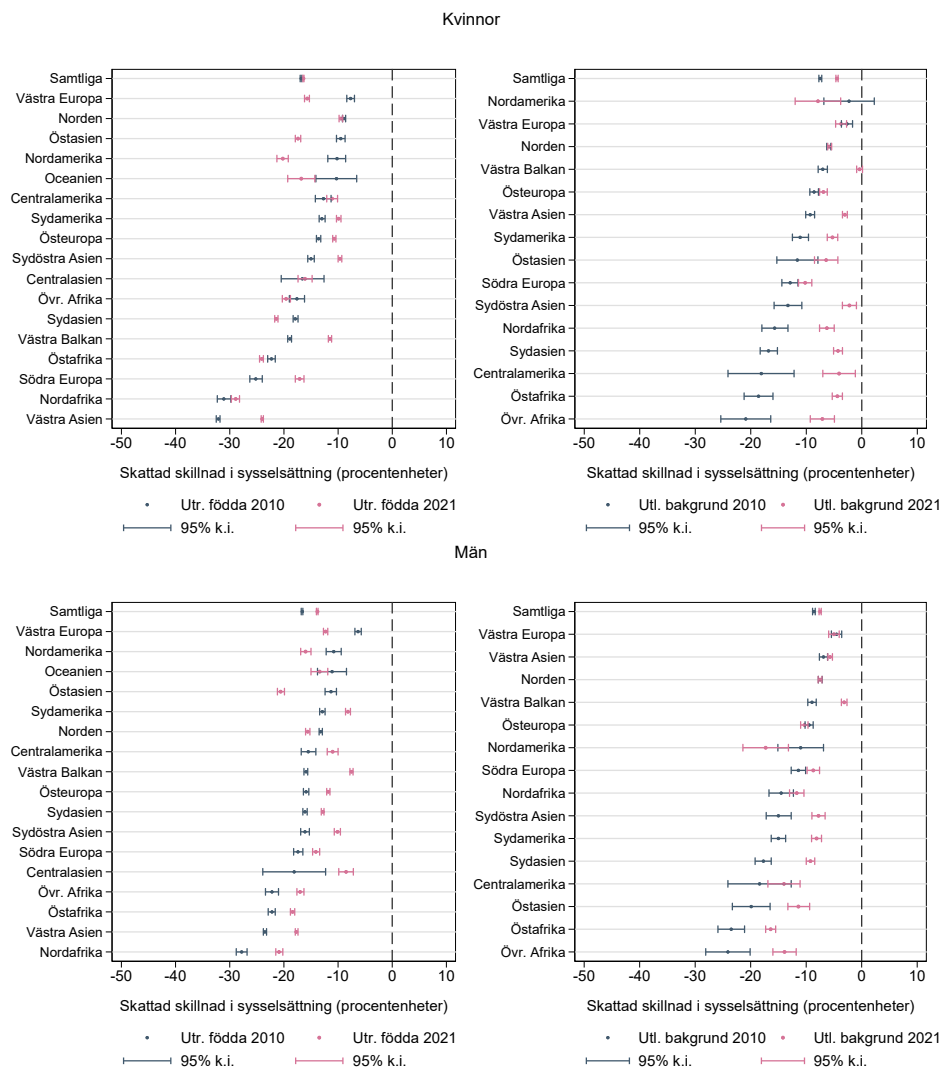 Kvinnor
Samtliga
Västra Europa
Norden
Östasien
Nordamerika
Oceanien
Centralamerika
Sydamerika
Östeuropa
Sydöstra Asien
Centralasien
Övr. Afrika
Sydasien
Västra Balkan
Östafrika
Södra Europa
Nordafrika
Västra Asien
-50 -40 -30 -20 -10 0 10
Skattad skillnad i sysselsättning (procentenheter)
Utr. födda 2010 Utr. födda 2021
95% k.i. 95% k.i.
Samtliga
Nordamerika
Västra Europa
Norden
Västra Balkan
Östeuropa
Västra Asien
Sydamerika
Östasien
Södra Europa
Sydöstra Asien
Nordafrika
Sydasien
Centralamerika
Östafrika
Övr. Afrika
-50 -40 -30 -20 -10 0 10
Skattad skillnad i sysselsättning (procentenheter)
Utl. bakgrund 2010 Utl. bakgrund 2021
95% k.i. 95% k.i.
Män
Samtliga
Västra Europa
Nordamerika
Oceanien
Östasien
Sydamerika
Norden
Centralamerika
Västra Balkan
Östeuropa
Sydasien
Sydöstra Asien
Södra Europa
Centralasien
Övr. Afrika
Östafrika
Västra Asien
Nordafrika
-50 -40 -30 -20 -10 0 10
Skattad skillnad i sysselsättning (procentenheter)
Utr. födda 2010 Utr. födda 2021
95% k.i. 95% k.i.
Samtliga
Västra Europa
Västra Asien
Norden
Västra Balkan
Östeuropa
Nordamerika
Södra Europa
Nordafrika
Sydöstra Asien
Sydamerika
Sydasien
Centralamerika
Östasien
Östafrika
Övr. Afrika
-50 -40 -30 -20 -10 0 10
Skattad skillnad i sysselsättning (procentenheter)
Utl. bakgrund 2010 Utl. bakgrund 2021
95% k.i. 95% k.i.